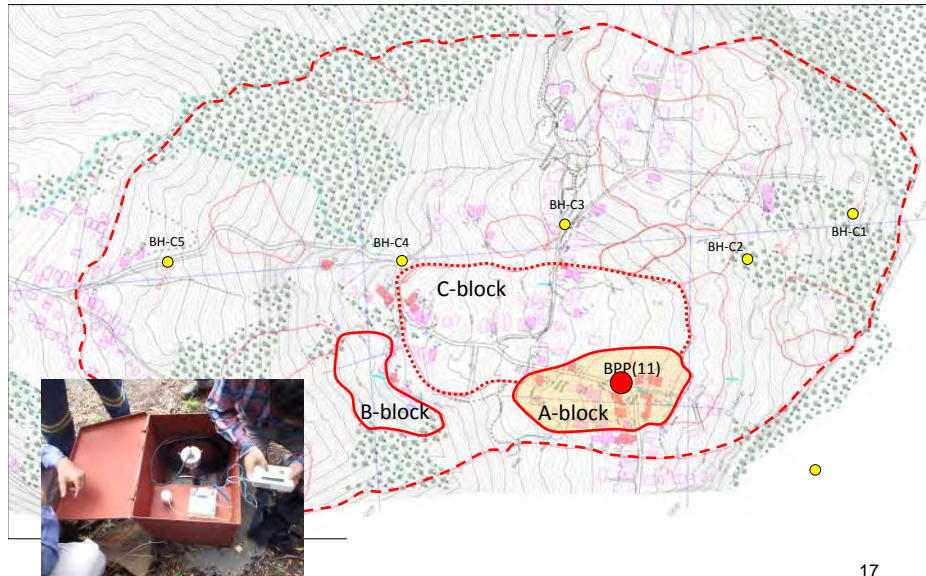 BH-C3
BH-C1
BH-C5
BH-C4
BH-C2
C-block
BPP(11)
B-block
A-block
17